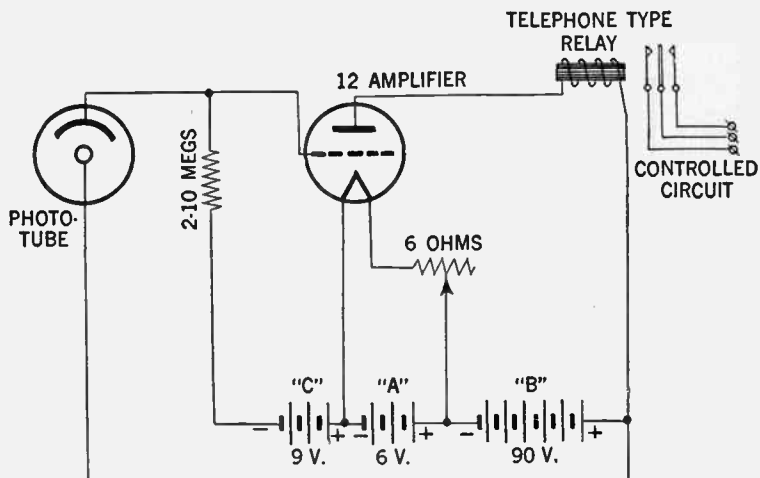 TELEPHONE TYPE
RELAY
12 AMPLIFIER
2-10 MEGS
PHOTO-
TUBE
CONTROLLED
CIRCUIT
6 OHMS
"C"
"A"
"B"
- + - + - +
9 V.
6 V.
90 V.